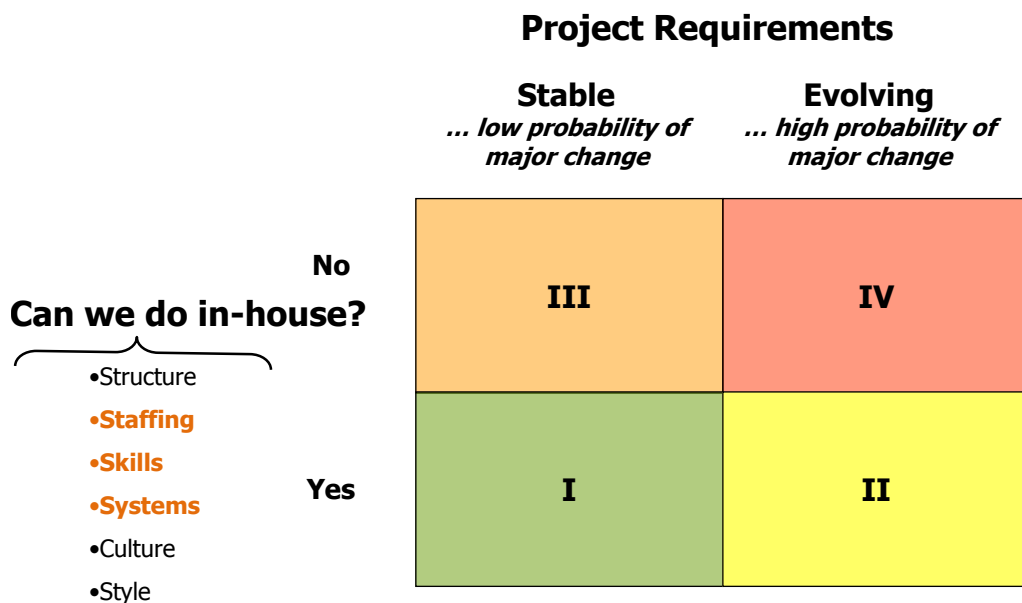 Project Requirements
Stable
Evolving
... low probability of
major change
... high probability of
major change
No
III
IV
Can we do in-house?
•Structure
•Staffing
•Skills
•Systems
•Culture
•Style
Yes
I
II